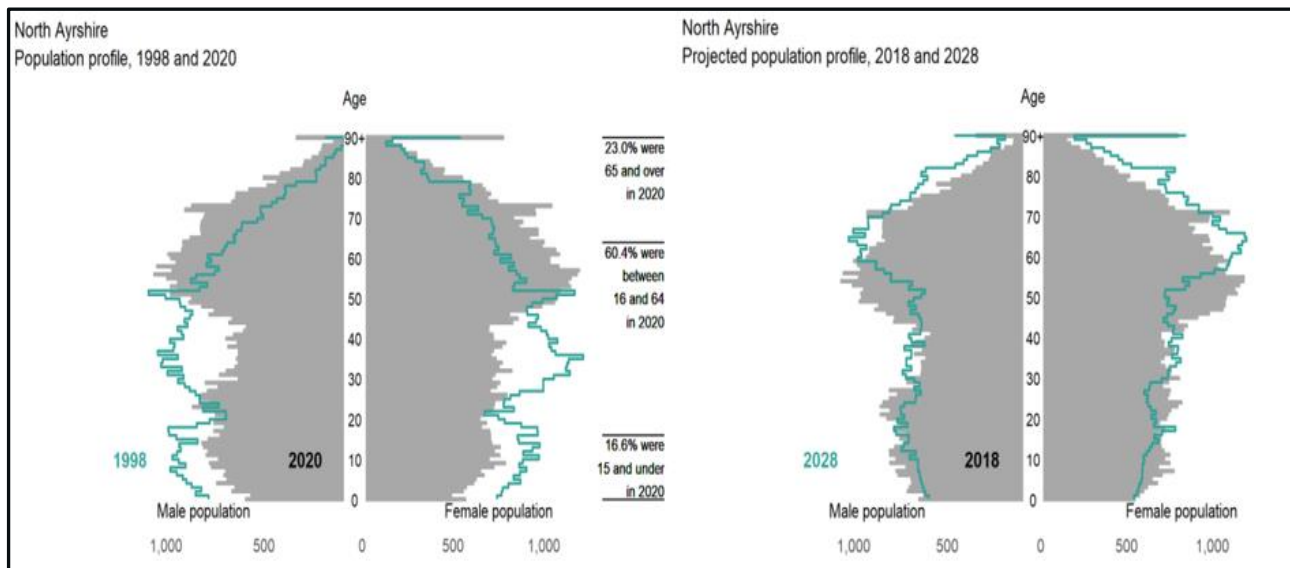 North Ayrshire
Population profile, 1998 and 2020
Age
90+
80
70
60
50
40
30
20
10
0
23.0% were
65 and over
in 2020
60.4% were
between
16 and 64
in 2020
16.6% were
15 and under
in 2020
1998
2020
Male population
Female population
1,000
500
0
500
1,000
North Ayrshire
Projected population profile, 2018 and 2028
Age
90+
80
70
60
50
40
30
20
10
0
2028
2018
Male population
Female population
1,000
500
0
500
1,000